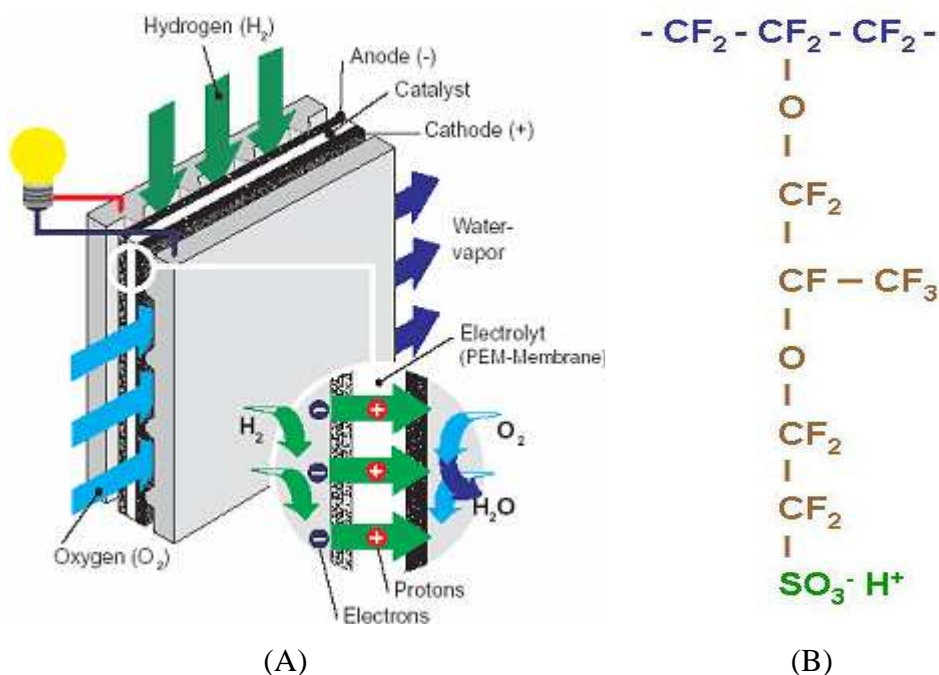 Hydrogen (H₂)
Anode (-)
Catalyst
Cathode (+)
Water-
vapor
Electrolyt
(PEM-Membrane)
H₂
O₂
H₂O
Oxygen (O₂)
Protons
Electrons
(A)
- CF₂ - CF₂ - CF₂ -
O
CF₂
CF – CF₃
O
CF₂
CF₂
SO₃⁻ H⁺
(B)